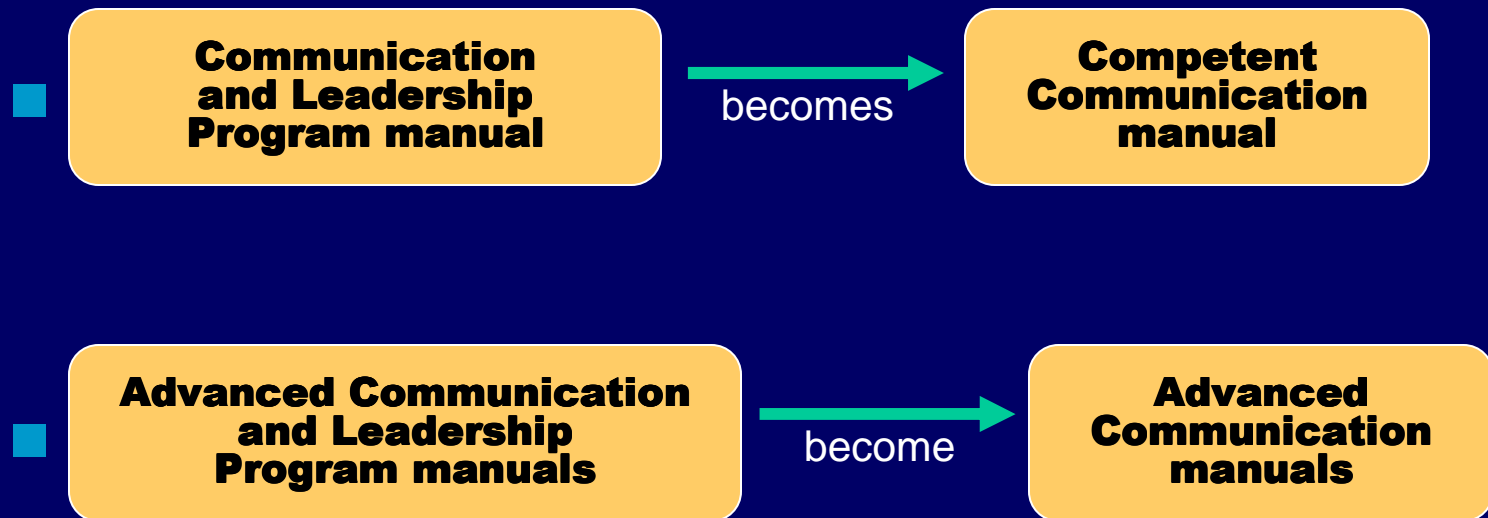 Communication
and Leadership
Program manual
becomes
Competent
Communication
manual
Advanced Communication
and Leadership
Program manuals
become
Advanced
Communication
manuals